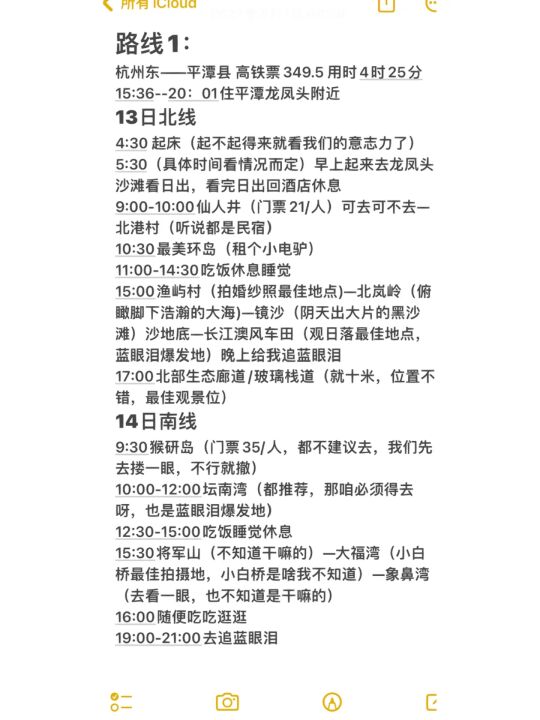 所有 iCloud
路线1：
杭州东——平潭县 高铁票 349.5 用时4时25分
15:36--20：01住平潭龙凤头附近
13日北线
4:30 起床（起不起得来就看我们的意志力了）
5:30（具体时间看情况而定）早上起来去龙凤头
沙滩看日出，看完日出回酒店休息
9:00-10:00仙人井（门票 21/人）可去可不去—
北港村（听说都是民宿）
10:30最美环岛（租个小电驴）
11:00-14:30吃饭休息睡觉
15:00渔屿村（拍婚纱照最佳地点)—北岚岭（俯
瞰脚下浩瀚的大海)—镜沙（阴天出大片的黑沙
滩）沙地底—长江澳风车田（观日落最佳地点，
蓝眼泪爆发地）晚上给我追蓝眼泪
17:00北部生态廊道/玻璃栈道（就十米，位置不
错，最佳观景位）
14日南线
9:30猴研岛（门票 35/人，都不建议去，我们先
去搂一眼，不行就撤）
10:00-12:00坛南湾（都推荐，那咱必须得去
呀，也是蓝眼泪爆发地）
12:30-15:00吃饭睡觉休息
15:30将军山（不知道干嘛的）—大福湾（小白
桥最佳拍摄地，小白桥是啥我不知道）—象鼻湾
（去看一眼，也不知道是干嘛的）
16:00随便吃吃逛逛
19:00-21:00去追蓝眼泪